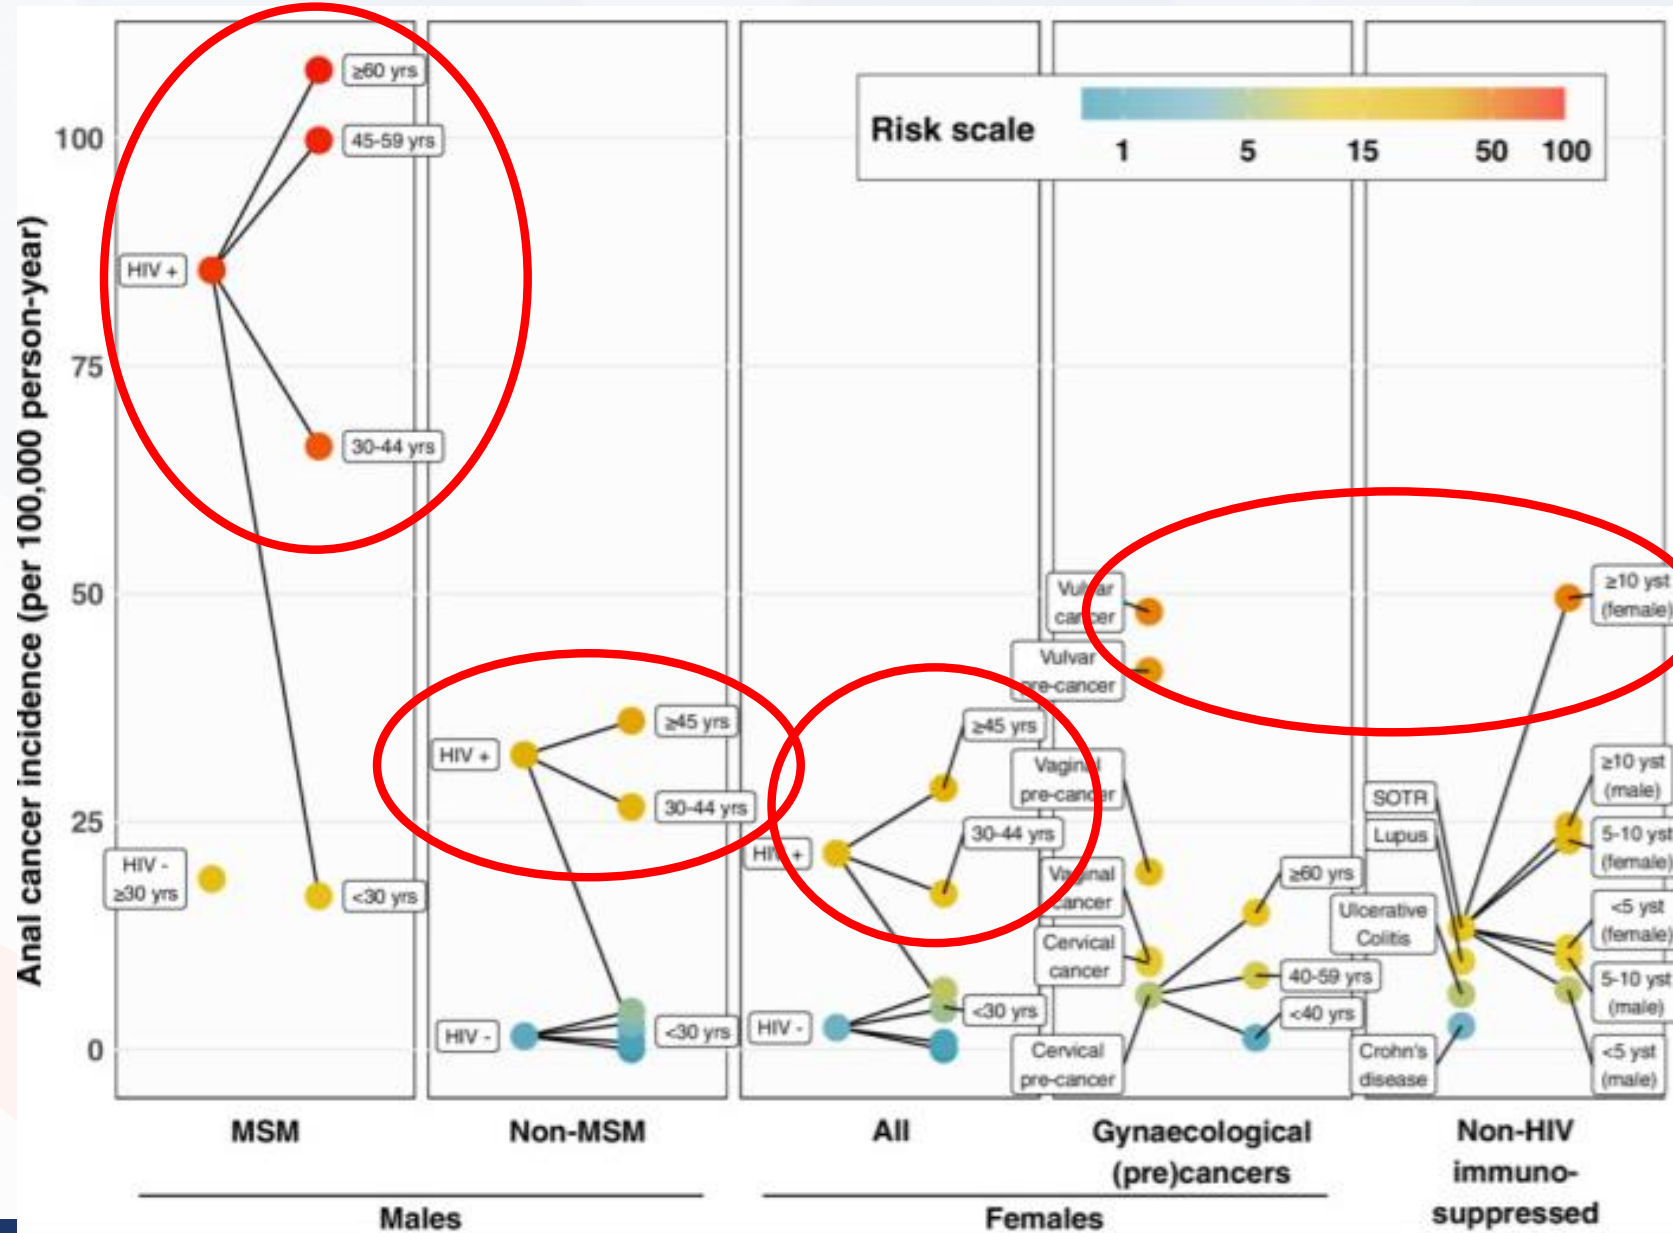 Risk scale
1 5 15 50 100
Anal cancer incidence (per 100,000 person-year)
100
75
50
25
0
≥60 yrs
45-59 yrs
HIV +
30-44 yrs
HIV -
≥30 yrs
<30 yrs
HIV +
≥45 yrs
30-44 yrs
HIV -
<30 yrs
≥45 yrs
30-44 yrs
HIV +
HIV -
<30 yrs
Vulvar
cancer
Vulvar
pre-cancer
Vaginal
pre-cancer
Vaginal
cancer
Cervical
cancer
Cervical
pre-cancer
≥60 yrs
40-59 yrs
<40 yrs
SOTR
Lupus
Ulcerative
Colitis
Crohn's
disease
≥10 yst
(female)
≥10 yst
(male)
5-10 yst
(female)
<5 yst
(female)
5-10 yst
(male)
<5 yst
(male)
MSM
Non-MSM
All
Gynaecological
(pre)cancers
Non-HIV
immuno-
suppressed
Males
Females